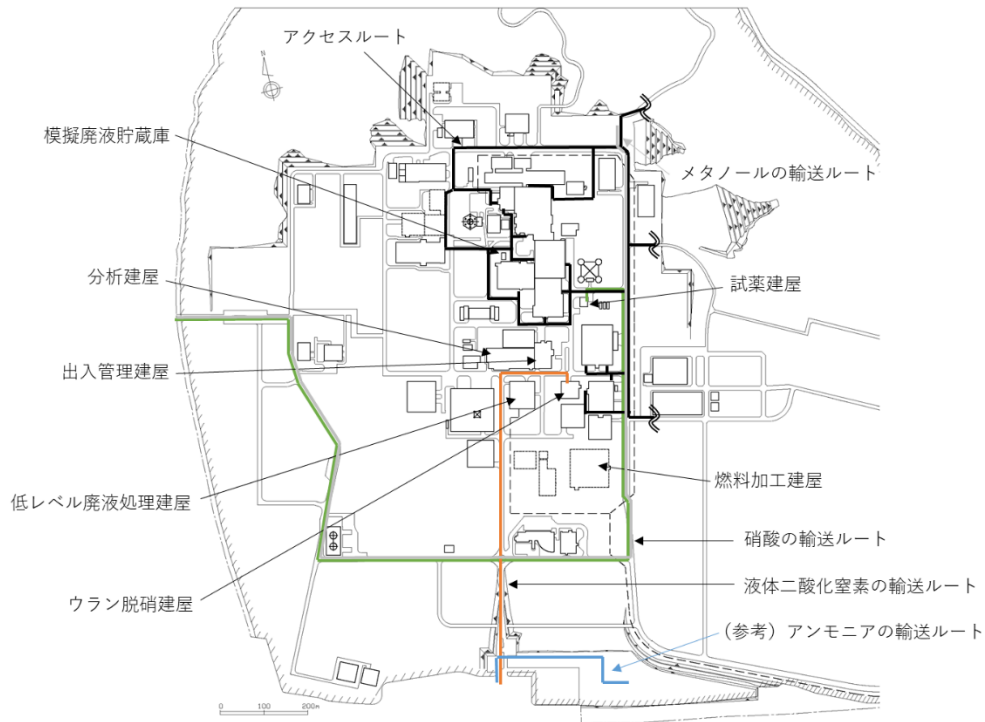 アクセスルート
N
模擬廃液貯蔵庫
メタノールの輸送ルート
分析建屋
試薬建屋
出入管理建屋
燃料加工建屋
低レベル廃液処理建屋
硝酸の輸送ルート
液体二酸化窒素の輸送ルート
ウラン脱硝建屋
（参考）アンモニアの輸送ルート
0 100 200m